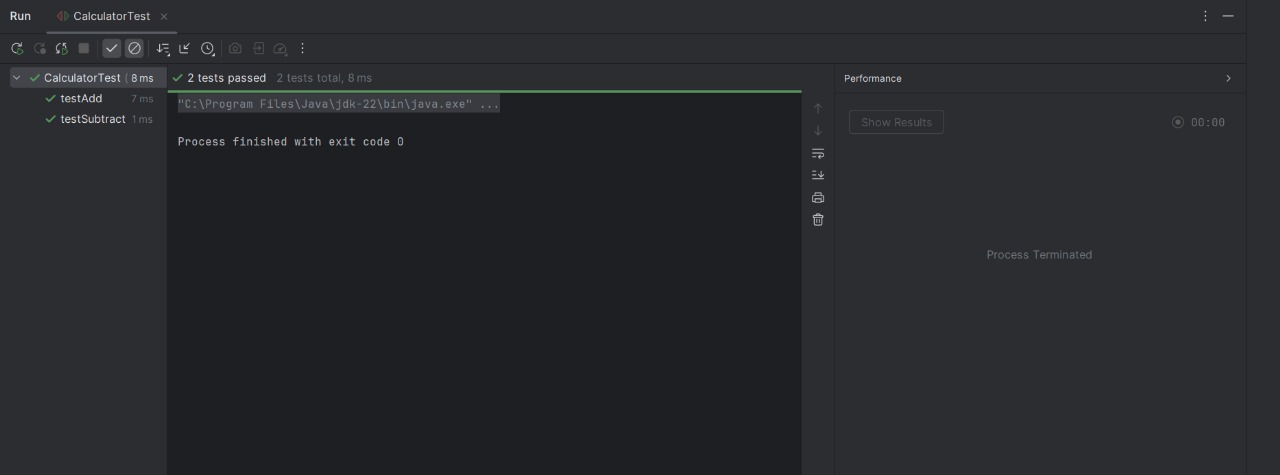 Run CalculatorTest
CalculatorTest ( 8 ms
testAdd 7 ms
testSubtract 1 ms
2 tests passed 2 tests total, 8 ms
"C:\Program Files\Java\jdk-22\bin\java.exe" ...
Process finished with exit code 0
Performance
Show Results 00:00
Process Terminated